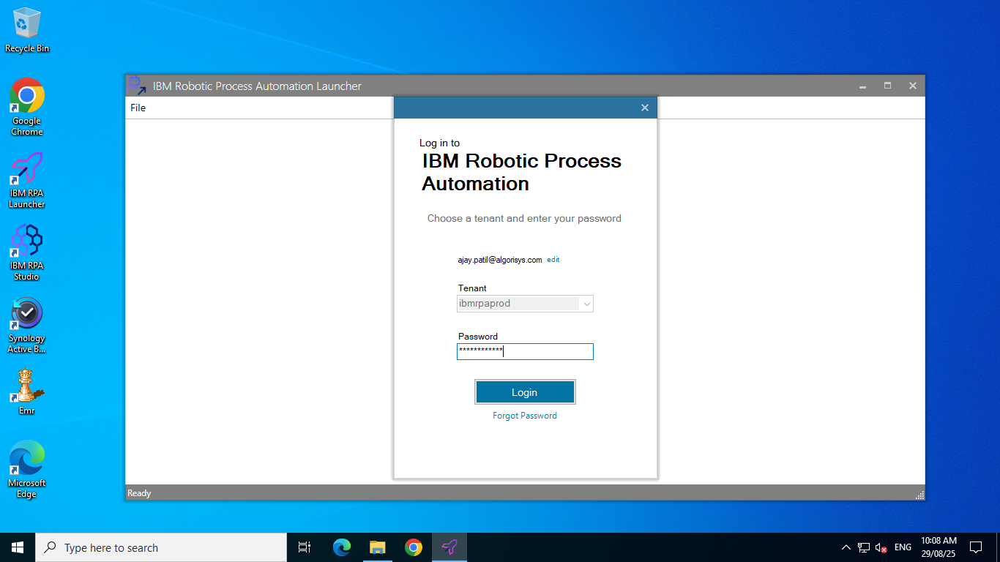 Recycle Bin
Google
Chrome
IBM RPA
Launcher
IBM RPA
Studio
Synology
Active B...
Emr
Microsoft
Edge
IBM Robotic Process Automation Launcher
File
Log in to
IBM Robotic Process
Automation
Choose a tenant and enter your password
ajay.patil@algorisys.com edit
Tenant
ibmrpaprod
Password
************
Login
Forgot Password
Ready
Type here to search
ENG
10:08 AM
29/08/25